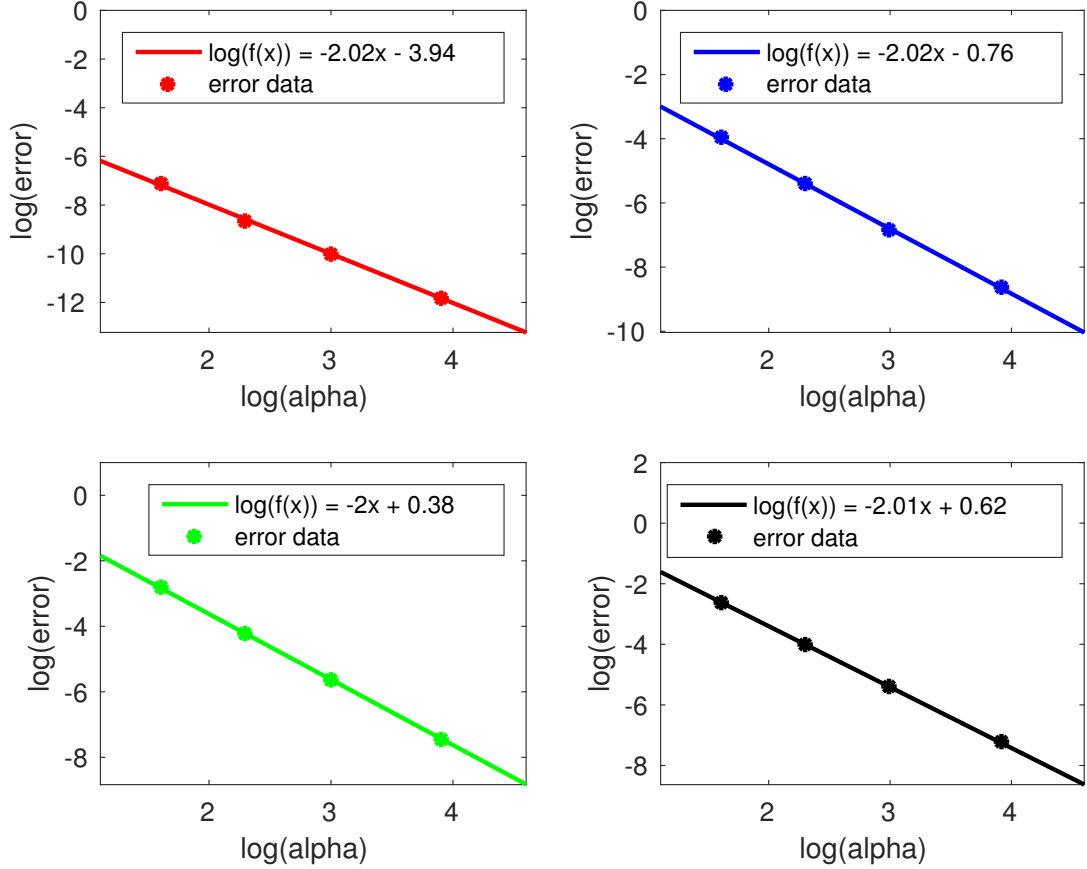 0
-2
-4
-6
-8
-10
-12
log(error)
log(f(x)) = -2.02x - 3.94
error data
2 3 4
log(alpha)
0
-2
-4
-6
-8
-10
log(error)
log(f(x)) = -2.02x - 0.76
error data
2 3 4
log(alpha)
0
-2
-4
-6
-8
log(error)
log(f(x)) = -2x + 0.38
error data
2 3 4
log(alpha)
2
0
-2
-4
-6
-8
log(error)
log(f(x)) = -2.01x + 0.62
error data
2 3 4
log(alpha)